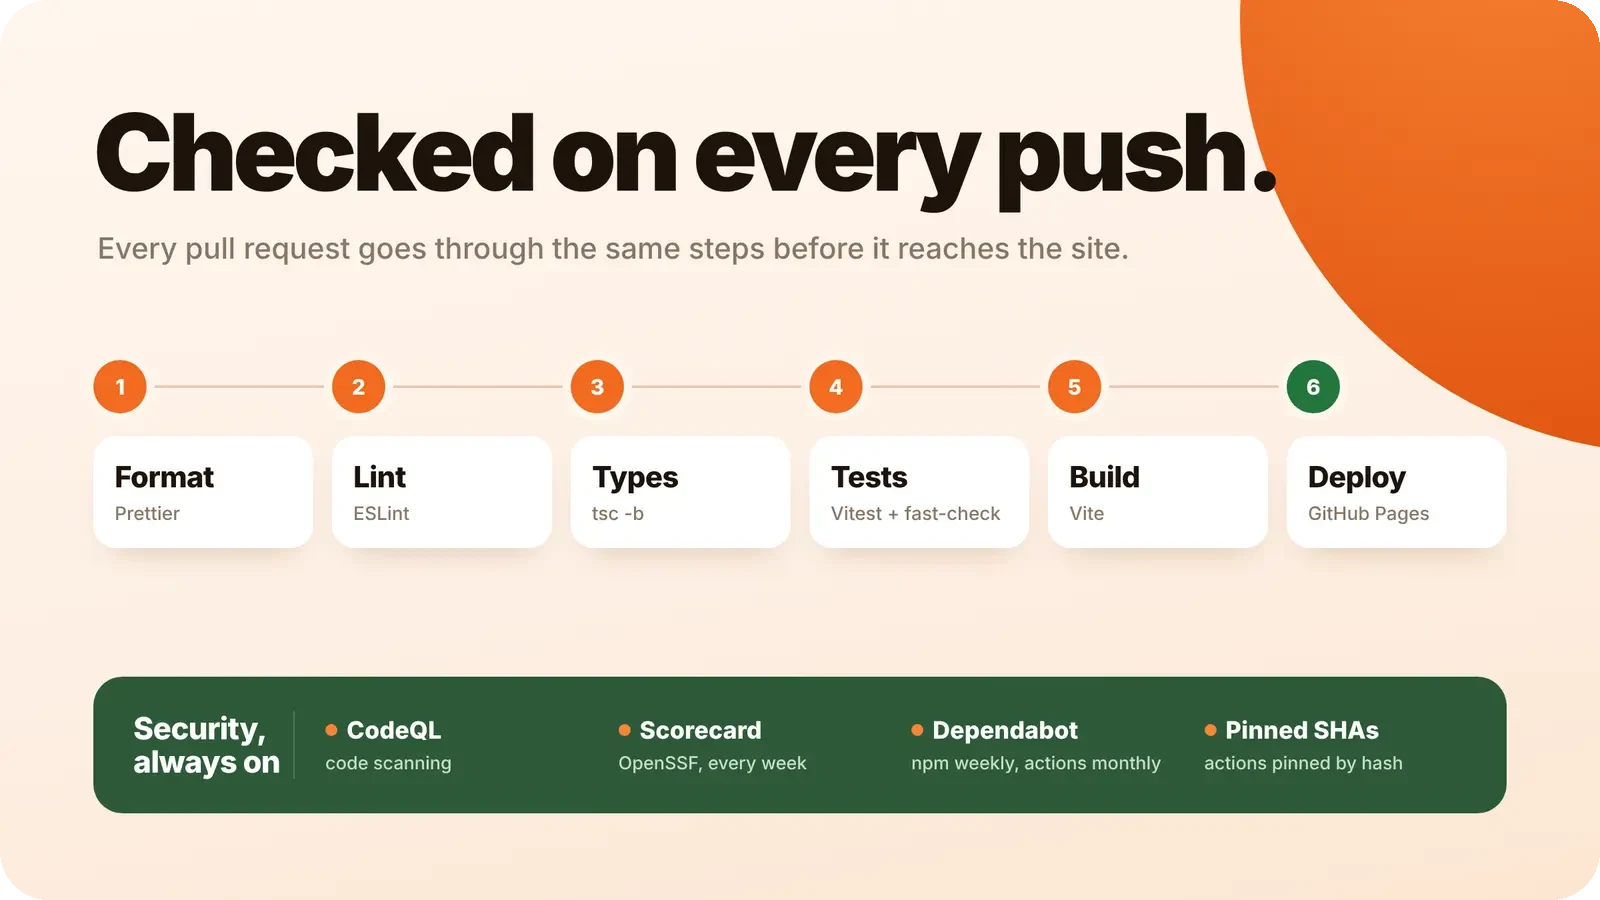 Checked on every push.
Every pull request goes through the same steps before it reaches the site.
1
2
3
4
5
6
Format
Prettier
Lint
ESLint
Types
tsc -b
Tests
Vitest + fast-check
Build
Vite
Deploy
GitHub Pages
Security,
always on
CodeQL
code scanning
Scorecard
OpenSSF, every week
Dependabot
npm weekly, actions monthly
Pinned SHAs
actions pinned by hash